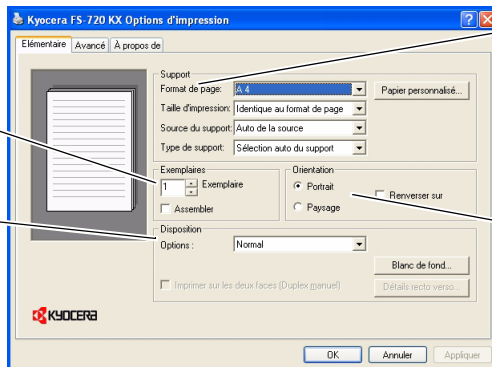 Kyocera FS-720 KX Options d'impression
Elémentaire Avancé À propos de
Support
Format de page: A 4 Papier personnalisé...
Taille d'impression: Identique au format de page
Source du support: Auto de la source
Type de support: Sélection auto du support
Exemplaires
1 Exemplaire
Assembler
Orientation
Portrait
Paysage
Renverser sur
Disposition
Options : Normal
Blanc de fond...
Imprimer sur les deux faces (Duplex manuel)
Détails recto verso...
KYOCERA
OK Annuler Appliquer